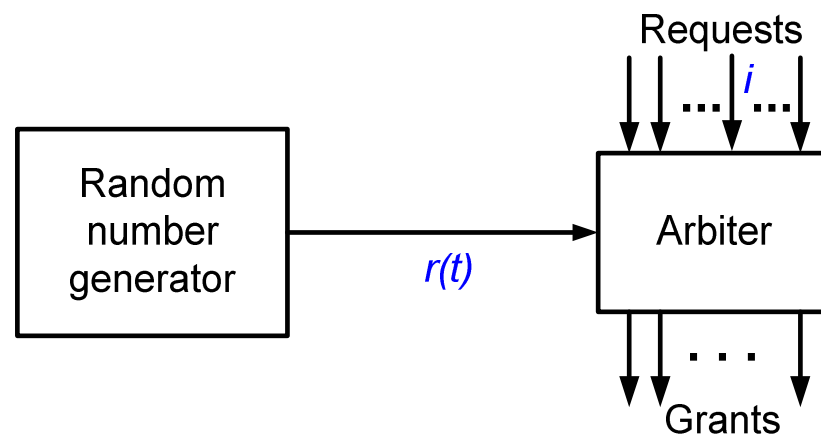 Requests
i
... ...
Random
number
generator
r(t)
Arbiter
. . .
Grants